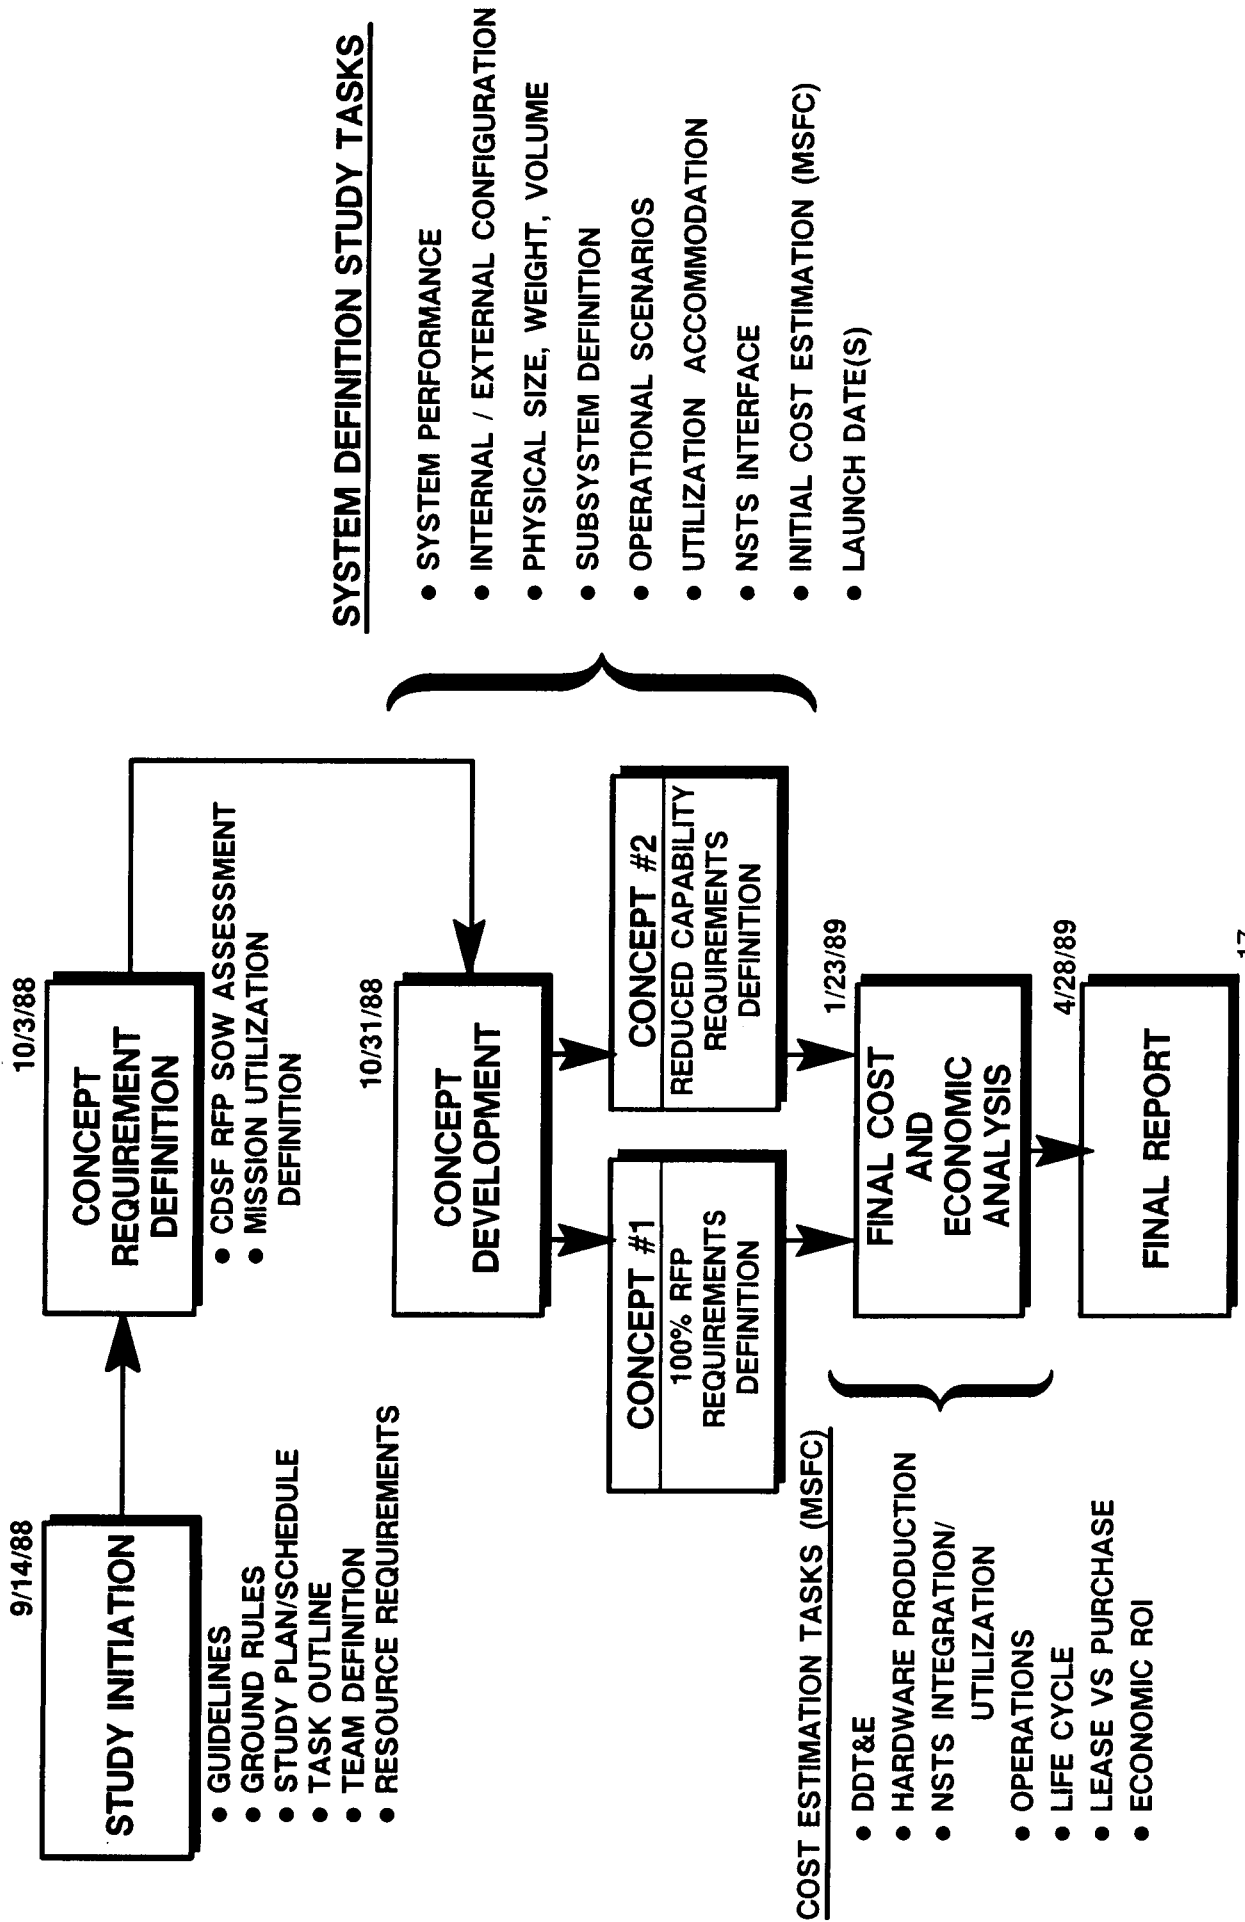 9/14/88
STUDY INITIATION
● GUIDELINES
● GROUND RULES
● STUDY PLAN/SCHEDULE
● TASK OUTLINE
● TEAM DEFINITION
● RESOURCE REQUIREMENTS
10/3/88
CONCEPT
REQUIREMENT
DEFINITION
● CDSF RFP SOW ASSESSMENT
● MISSION UTILIZATION
DEFINITION
10/31/88
CONCEPT
DEVELOPMENT
CONCEPT #1
100% RFP
REQUIREMENTS
DEFINITION
CONCEPT #2
REDUCED CAPABILITY
REQUIREMENTS
DEFINITION
SYSTEM DEFINITION STUDY TASKS
● SYSTEM PERFORMANCE
● INTERNAL / EXTERNAL CONFIGURATION
● PHYSICAL SIZE, WEIGHT, VOLUME
● SUBSYSTEM DEFINITION
● OPERATIONAL SCENARIOS
● UTILIZATION ACCOMMODATION
● NSTS INTERFACE
● INITIAL COST ESTIMATION (MSFC)
● LAUNCH DATE(S)
COST ESTIMATION TASKS (MSFC)
● DDT&E
● HARDWARE PRODUCTION
● NSTS INTEGRATION/
UTILIZATION
● OPERATIONS
● LIFE CYCLE
● LEASE VS PURCHASE
● ECONOMIC ROI
1/23/89
FINAL COST
AND
ECONOMIC
ANALYSIS
4/28/89
FINAL REPORT